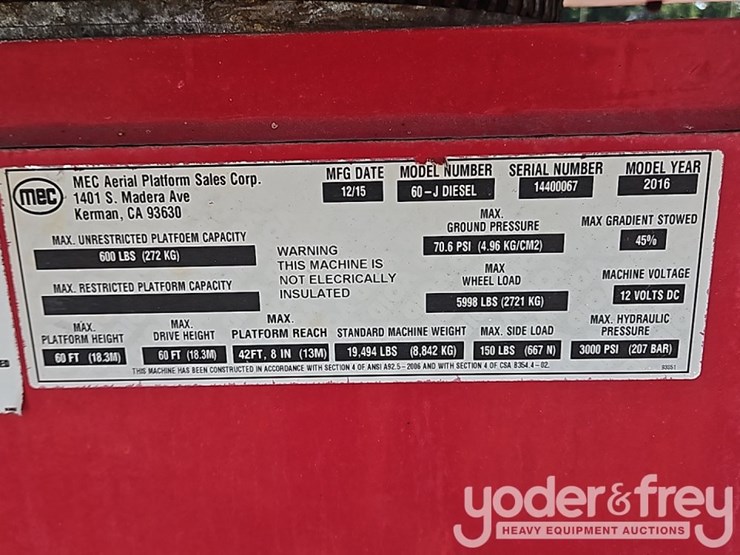 mec
MEC Aerial Platform Sales Corp.
1401 S. Madera Ave
Kerman, CA 93630
MFG DATE
12/15
MODEL NUMBER
60-J DIESEL
SERIAL NUMBER
14400067
MODEL YEAR
2016
MAX. UNRESTRICTED PLATFOEM CAPACITY
600 LBS (272 KG)
MAX. RESTRICTED PLATFORM CAPACITY
WARNING
THIS MACHINE IS
NOT ELECRICALLY
INSULATED
MAX.
GROUND PRESSURE
70.6 PSI (4.96 KG/CM2)
MAX
WHEEL LOAD
5998 LBS (2721 KG)
MAX GRADIENT STOWED
45%
MACHINE VOLTAGE
12 VOLTS DC
MAX.
PLATFORM HEIGHT
60 FT (18.3M)
MAX.
DRIVE HEIGHT
60 FT (18.3M)
MAX.
PLATFORM REACH
42FT, 8 IN (13M)
STANDARD MACHINE WEIGHT
19,494 LBS (8,842 KG)
MAX. SIDE LOAD
150 LBS (667 N)
MAX. HYDRAULIC
PRESSURE
3000 PSI (207 BAR)
THIS MACHINE HAS BEEN CONSTRUCTED IN ACCORDANCE WITH SECTION 4 OF ANSI A92.5-2006 AND WITH SECTION 4 OF CSA B354.4-02.
yoder&frey
HEAVY EQUIPMENT AUCTIONS